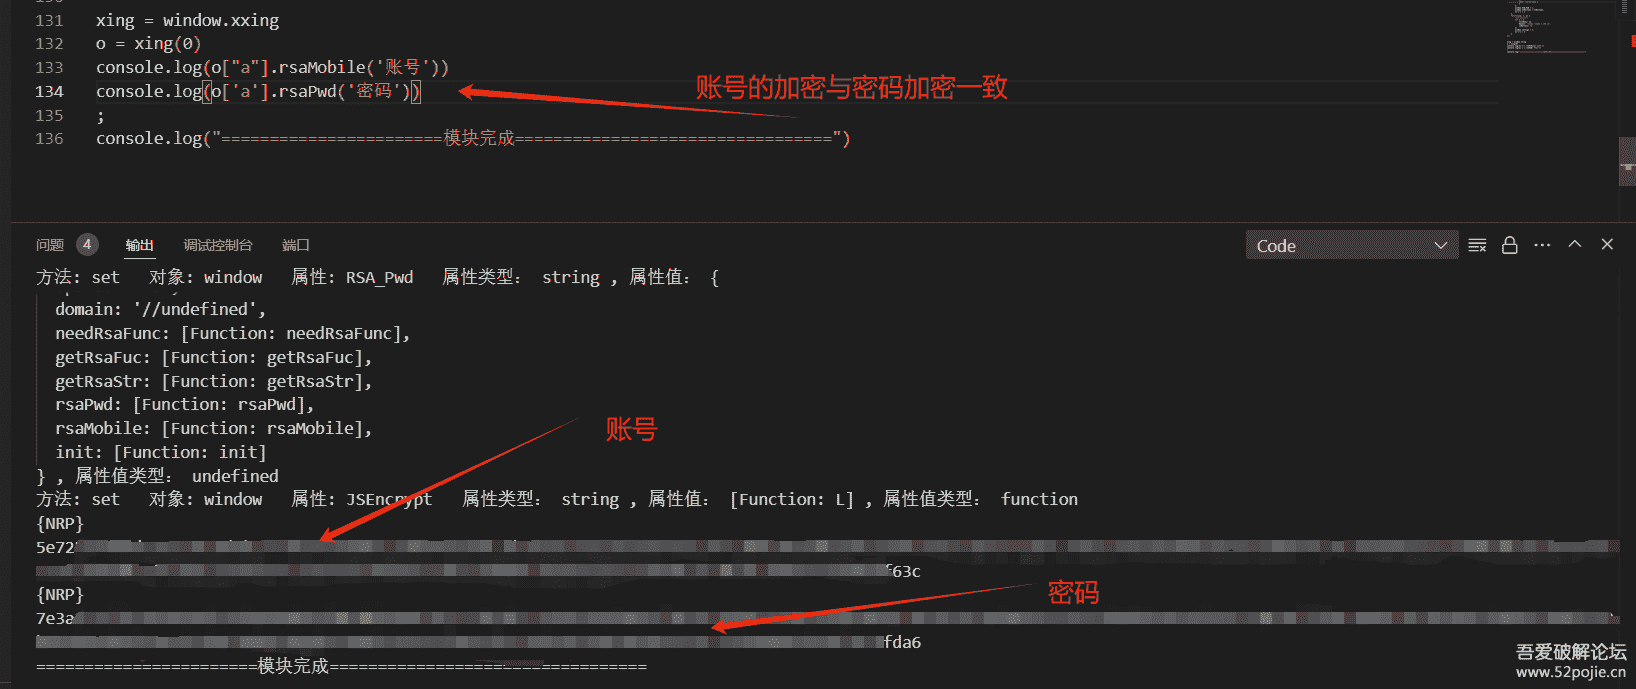 131 xing = window.xxing
132 o = xing(0)
133 console.log(o["a"].rsaMobile('账号'))
134 console.log(o['a'].rsaPwd('密码'))
账号的加密与密码加密一致
135 ;
136 console.log("=======================模块完成=================================")
问题 4 输出 调试控制台 端口 Code
方法: set 对象: window 属性: RSA_Pwd 属性类型: string , 属性值: {
domain: '//undefined',
needRsaFunc: [Function: needRsaFunc],
getRsaFuc: [Function: getRsaFuc],
getRsaStr: [Function: getRsaStr],
rsaPwd: [Function: rsaPwd],
rsaMobile: [Function: rsaMobile],
账号
init: [Function: init]
} , 属性值类型: undefined
方法: set 对象: window 属性: JSEncrypt 属性类型: string , 属性值: [Function: L] , 属性值类型: function
{NRP}
5e72
f63c
{NRP}
密码
7e3a
fda6
=======================模块完成=================================
吾爱破解论坛
www.52pojie.cn